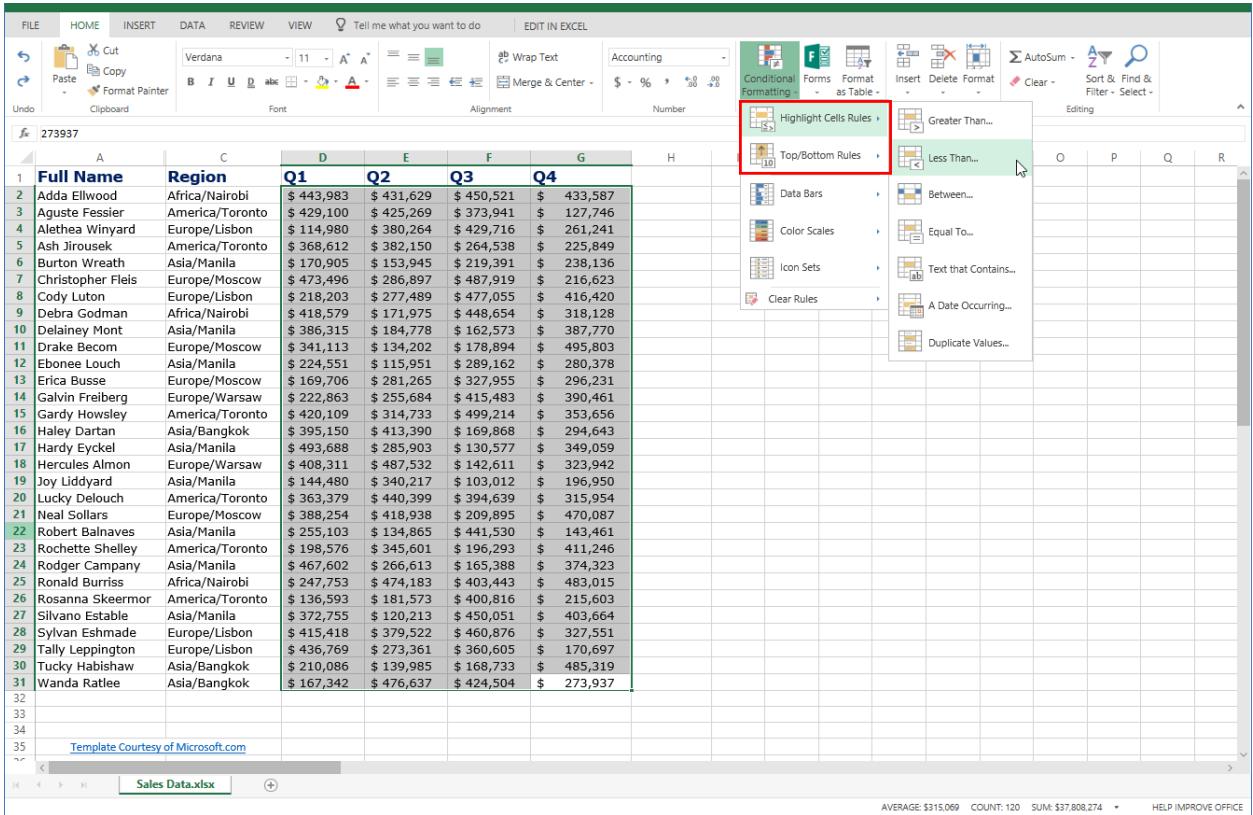 FILE HOME INSERT DATA REVIEW VIEW Tell me what you want to do EDIT IN EXCEL
Cut
Copy
Format Painter
Paste
Undo
Clipboard
Verdana 11 A A
B I U D abc A
Font
Wrap Text
Merge & Center
Alignment
Accounting
$ % , .00 .00
Number
Conditional Formatting
Forms
Format as Table
Insert Delete Format
AutoSum
Clear
Sort & Filter
Find & Select
Editing
Highlight Cells Rules
Top/Bottom Rules
Data Bars
Color Scales
Icon Sets
Clear Rules
Greater Than...
Less Than...
Between...
Equal To...
Text that Contains...
A Date Occurring...
Duplicate Values...
fx 273937
A C D E F G H O P Q R
1 Full Name Region Q1 Q2 Q3 Q4
2 Adda Ellwood Africa/Nairobi $ 443,983 $ 431,629 $ 450,521 $ 433,587
3 Aguste Fessier America/Toronto $ 429,100 $ 425,269 $ 373,941 $ 127,746
4 Alethea Winyard Europe/Lisbon $ 114,980 $ 380,264 $ 429,716 $ 261,241
5 Ash Jirousek America/Toronto $ 368,612 $ 382,150 $ 264,538 $ 225,849
6 Burton Wreath Asia/Manila $ 170,905 $ 153,945 $ 219,391 $ 238,136
7 Christopher Fleis Europe/Moscow $ 473,496 $ 286,897 $ 487,919 $ 216,623
8 Cody Luton Europe/Lisbon $ 218,203 $ 277,489 $ 477,055 $ 416,420
9 Debra Godman Africa/Nairobi $ 418,579 $ 171,975 $ 448,654 $ 318,128
10 Delainey Mont Asia/Manila $ 386,315 $ 184,778 $ 162,573 $ 387,770
11 Drake Becom Europe/Moscow $ 341,113 $ 134,202 $ 178,894 $ 495,803
12 Ebonee Louch Asia/Manila $ 224,551 $ 115,951 $ 289,162 $ 280,378
13 Erica Busse Europe/Moscow $ 169,706 $ 281,265 $ 327,955 $ 296,231
14 Galvin Freiberg Europe/Warsaw $ 222,863 $ 255,684 $ 415,483 $ 390,461
15 Gardy Howsley America/Toronto $ 420,109 $ 314,733 $ 499,214 $ 353,656
16 Haley Dartan Asia/Bangkok $ 395,150 $ 413,390 $ 169,868 $ 294,643
17 Hardy Eyckel Asia/Manila $ 493,688 $ 285,903 $ 130,577 $ 349,059
18 Hercules Almon Europe/Warsaw $ 408,311 $ 487,532 $ 142,611 $ 323,942
19 Joy Liddyard Asia/Manila $ 144,480 $ 340,217 $ 103,012 $ 196,950
20 Lucky Delouch America/Toronto $ 363,379 $ 440,399 $ 394,639 $ 315,954
21 Neal Sollars Europe/Moscow $ 388,254 $ 418,938 $ 209,895 $ 470,087
22 Robert Balnaves Asia/Manila $ 255,103 $ 134,865 $ 441,530 $ 143,461
23 Rochette Shelley America/Toronto $ 198,576 $ 345,601 $ 196,293 $ 411,246
24 Rodger Campany Asia/Manila $ 467,602 $ 266,613 $ 165,388 $ 374,323
25 Ronald Burriss Africa/Nairobi $ 247,753 $ 474,183 $ 403,443 $ 483,015
26 Rosanna Skeermor America/Toronto $ 136,593 $ 181,573 $ 400,816 $ 215,603
27 Silvano Estable Asia/Manila $ 372,755 $ 120,213 $ 450,051 $ 403,664
28 Sylvan Eshmade Europe/Lisbon $ 415,418 $ 379,522 $ 460,876 $ 327,551
29 Tally Leppington Europe/Lisbon $ 436,769 $ 273,361 $ 360,605 $ 170,697
30 Tucky Habishaw Asia/Bangkok $ 210,086 $ 139,985 $ 168,733 $ 485,319
31 Wanda Ratlee Asia/Bangkok $ 167,342 $ 476,637 $ 424,504 $ 273,937
32
33
34
35 Template Courtesy of Microsoft.com
Sales Data.xlsx
AVERAGE: $315,069 COUNT: 120 SUM: $37,808,274 HELP IMPROVE OFFICE